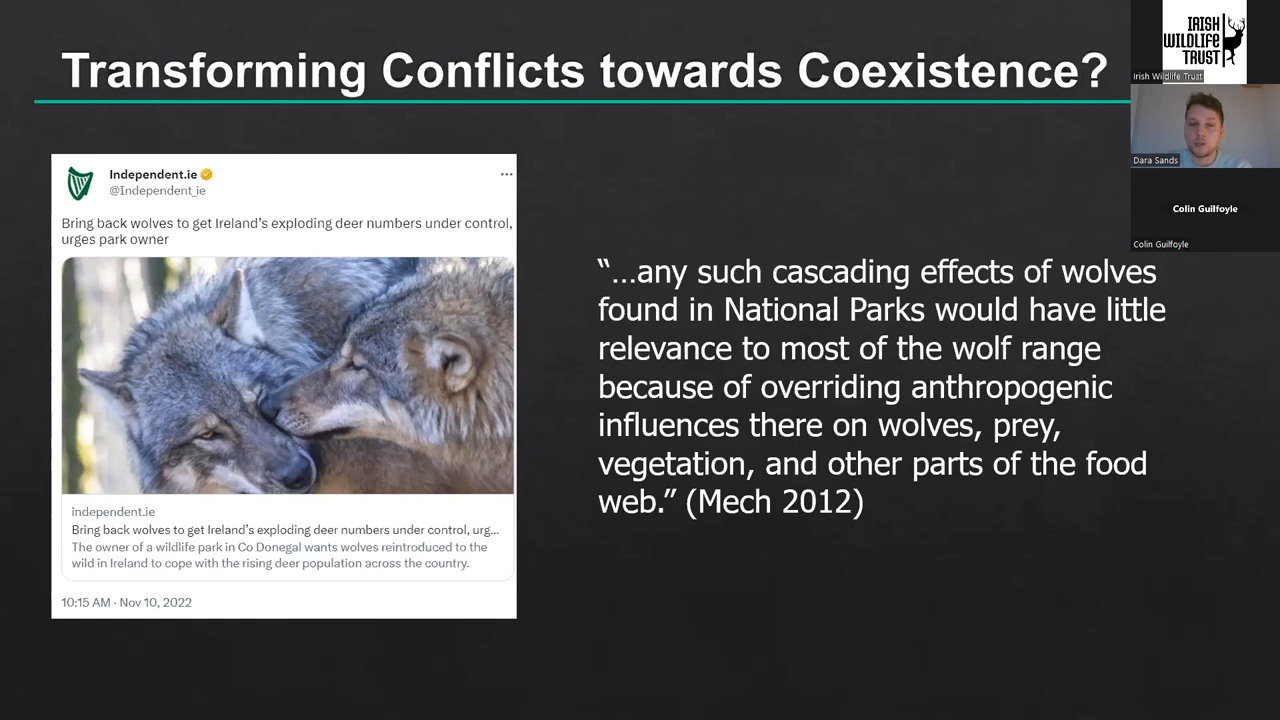 Transforming Conflicts towards Coexistence?
Independent.ie
@Independent_ie
Bring back wolves to get Ireland’s exploding deer numbers under control,
urges park owner
independent.ie
Bring back wolves to get Ireland’s exploding deer numbers under control, urg...
The owner of a wildlife park in Co Donegal wants wolves reintroduced to the
wild in Ireland to cope with the rising deer population across the country.
10:15 AM · Nov 10, 2022
“…any such cascading effects of wolves
found in National Parks would have little
relevance to most of the wolf range
because of overriding anthropogenic
influences there on wolves, prey,
vegetation, and other parts of the food
web.” (Mech 2012)
IRISH
WILDLIFE
TRUST
Irish Wildlife Trust
Dara Sands
Colin Guilfoyle
Colin Guilfoyle